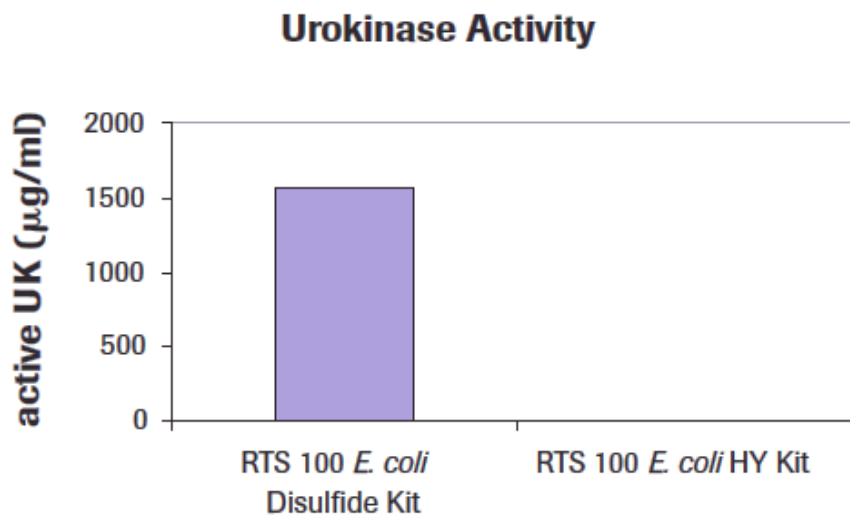 Urokinase Activity
active UK (μg/ml)
2000
1500
1000
500
0
RTS 100 E. coli
Disulfide Kit
RTS 100 E. coli HY Kit